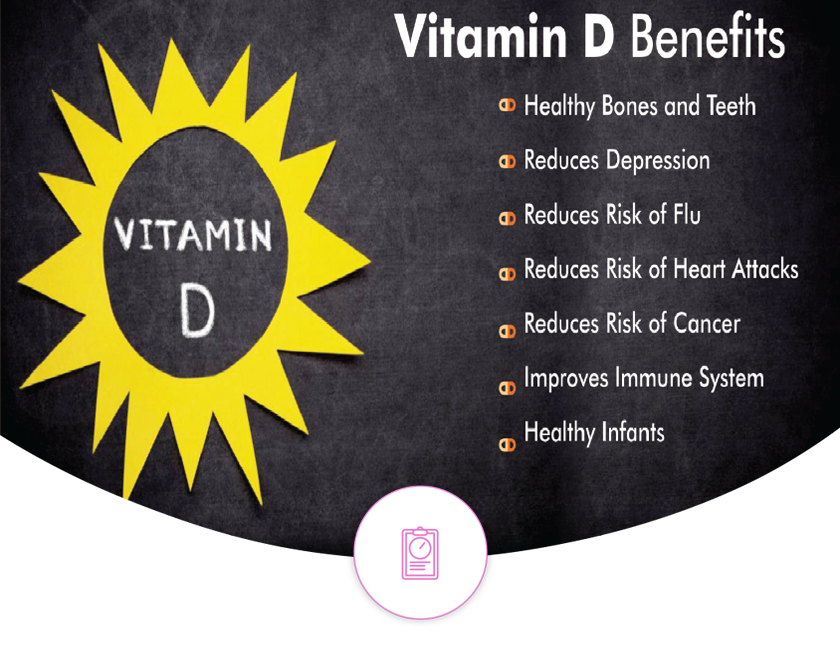 Vitamin D Benefits
VITAMIN
D
Healthy Bones and Teeth
Reduces Depression
Reduces Risk of Flu
Reduces Risk of Heart Attacks
Reduces Risk of Cancer
Improves Immune System
Healthy Infants